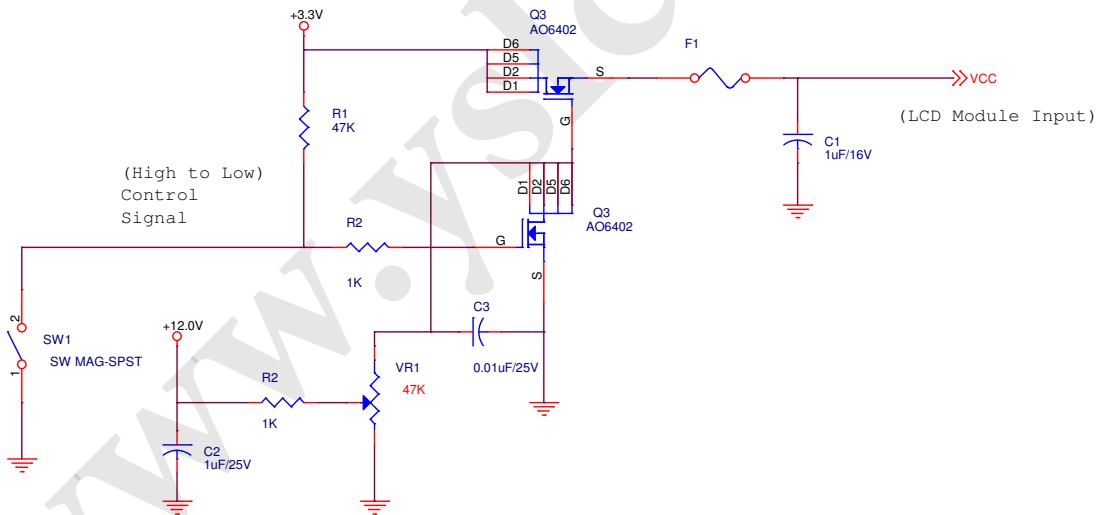 +3.3V
Q3
AO6402
D6
D5
D2
D1
S
G
F1
VCC
(LCD Module Input)
C1
1uF/16V
R1
47K
(High to Low)
Control
Signal
D1
D2
D5
D6
Q3
AO6402
R2
1K
G
S
2
1
SW1
SW MAG-SPST
+12.0V
C3
0.01uF/25V
R2
1K
VR1
47K
C2
1uF/25V